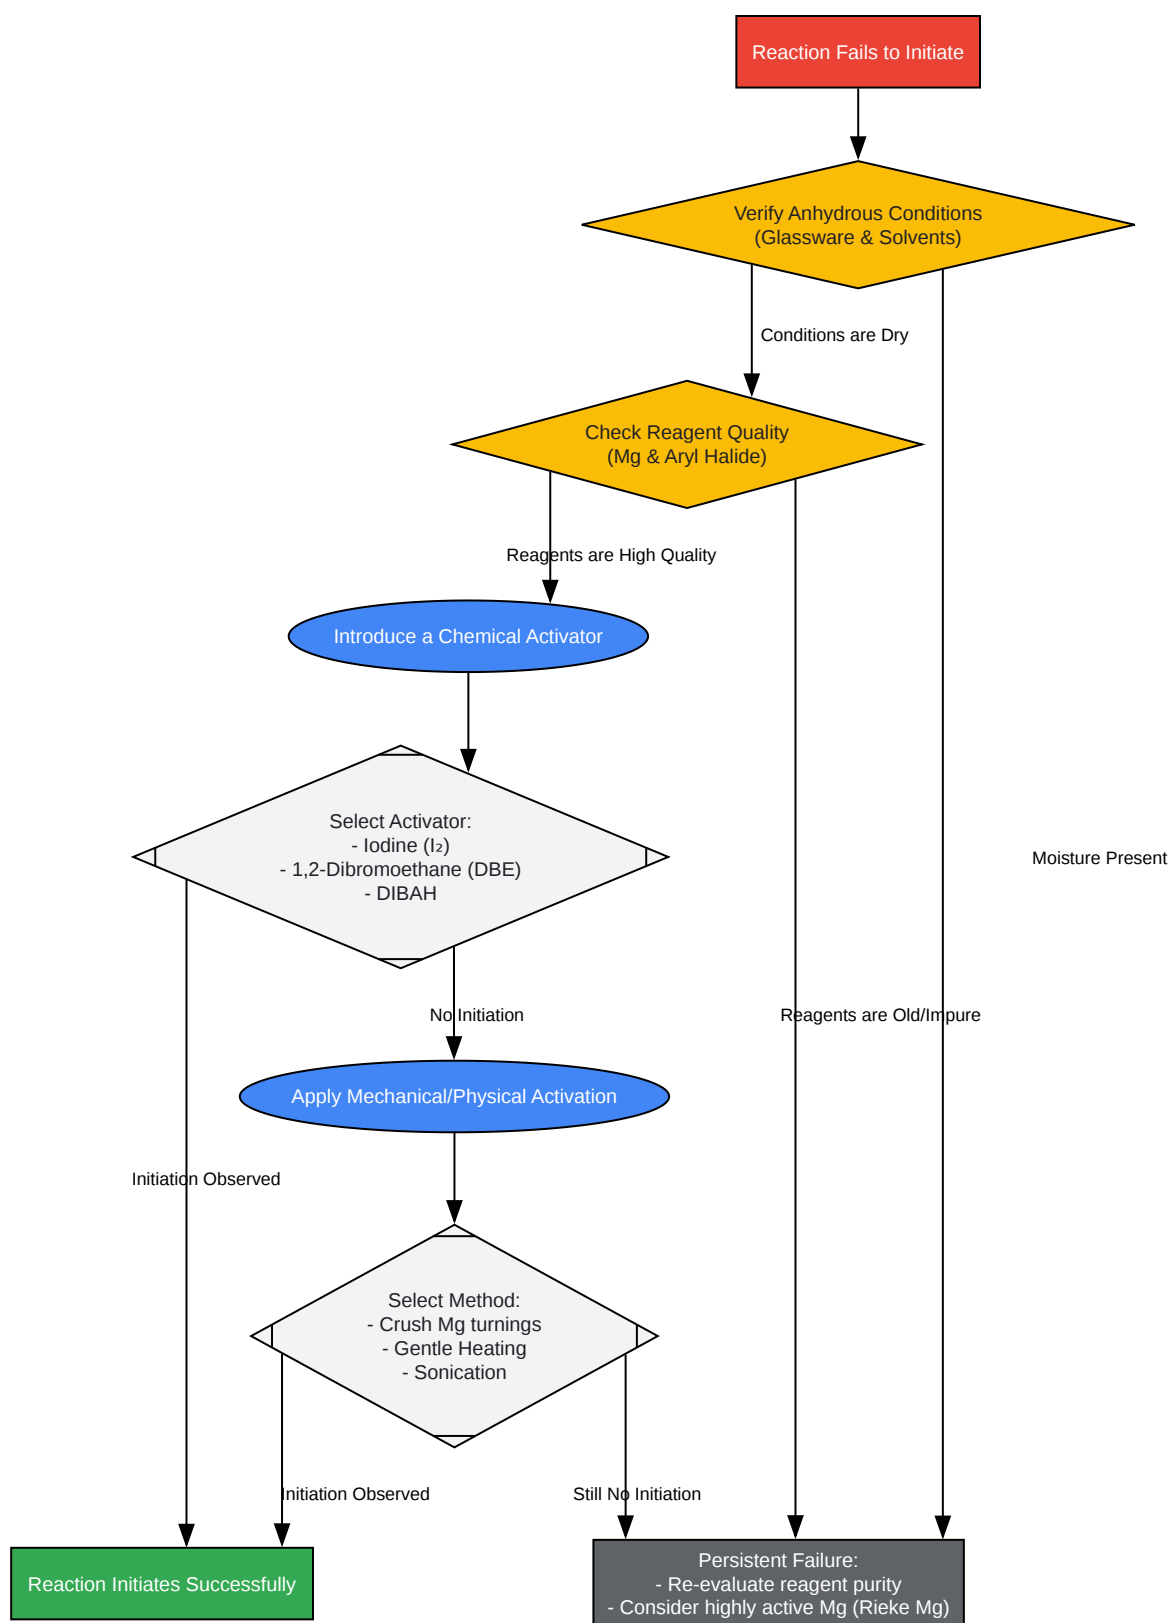 Reaction Fails to Initiate
Verify Anhydrous Conditions
(Glassware & Solvents)
Conditions are Dry
Check Reagent Quality
(Mg & Aryl Halide)
Reagents are High Quality
Introduce a Chemical Activator
Select Activator:
- Iodine (I₂)
- 1,2-Dibromoethane (DBE)
- DIBAH
Moisture Present
No Initiation
Reagents are Old/Impure
Apply Mechanical/Physical Activation
Initiation Observed
Select Method:
- Crush Mg turnings
- Gentle Heating
- Sonication
Initiation Observed
Still No Initiation
Reaction Initiates Successfully
Persistent Failure:
- Re-evaluate reagent purity
- Consider highly active Mg (Rieke Mg)